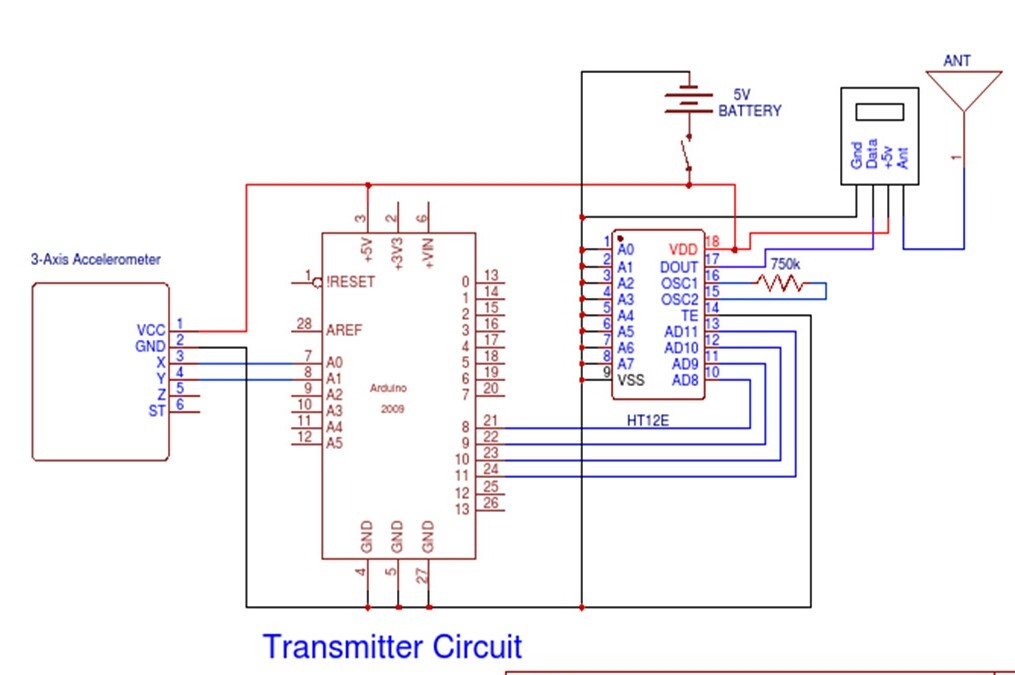 ANT
5V
BATTERY
Gnd
Data
+5v
Ant
1
3-Axis Accelerometer
VCC 1
GND 2
X 3
Y 4
Z 5
ST 6
3
2
6
+5V
+3V3
+VIN
1 !RESET
28 AREF
7 A0
8 A1
9 A2
10 A3
11 A4
12 A5
Arduino
2009
0 13
1 14
2 15
3 16
4 17
5 18
6 19
7 20
8 21
9 22
10 23
11 24
12 25
13 26
GND
GND
GND
4
5
27
1 A0
2 A1
3 A2
4 A3
5 A4
6 A5
7 A6
8 A7
9 VSS
VDD 18
DOUT 17
OSC1 16
OSC2 15
TE 14
AD11 13
AD10 12
AD9 11
AD8 10
750k
HT12E
Transmitter Circuit